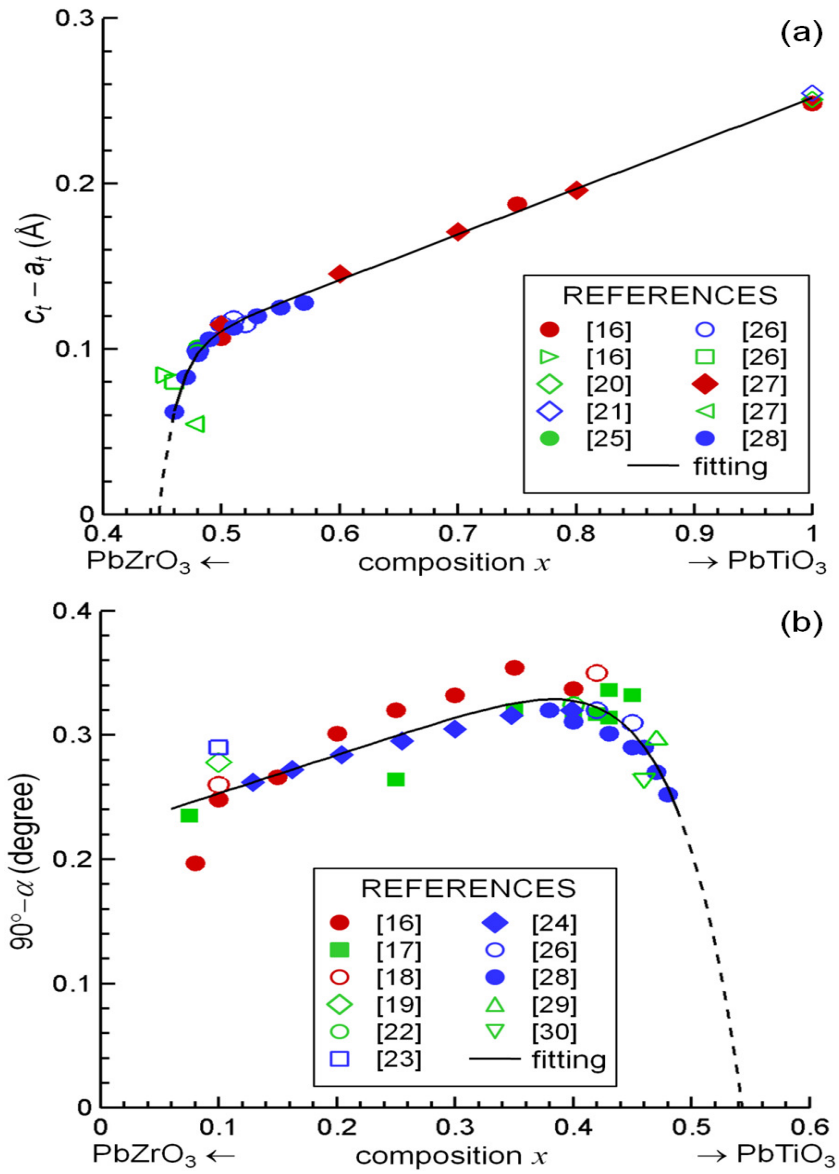 (a)
0.3
0.2
0.1
0
cₜ – aₜ (Å)
REFERENCES
[16] [26]
[16] [26]
[20] [27]
[21] [27]
[25] [28]
fitting
0.4 0.5 0.6 0.7 0.8 0.9 1
PbZrO₃ ← composition x → PbTiO₃
(b)
0.4
0.3
0.2
0.1
0
90°–α (degree)
REFERENCES
[16] [24]
[17] [26]
[18] [28]
[19] [29]
[22] [30]
[23] fitting
0 0.1 0.2 0.3 0.4 0.5 0.6
PbZrO₃ ← composition x → PbTiO₃